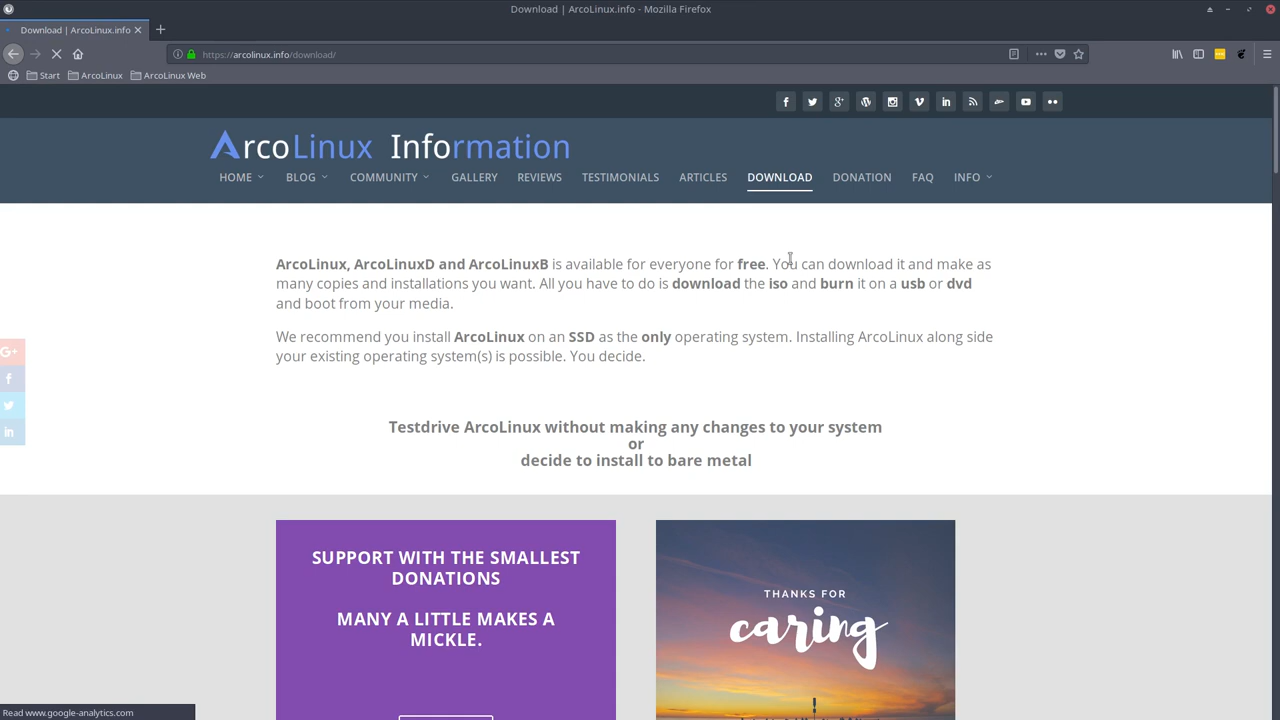 Download | ArcoLinux.info - Mozilla Firefox
Download | ArcoLinux.info
https://arcolinux.info/download/
Start
ArcoLinux
ArcoLinux Web
ArcoLinux Information
HOME
BLOG
COMMUNITY
GALLERY
REVIEWS
TESTIMONIALS
ARTICLES
DOWNLOAD
DONATION
FAQ
INFO
ArcoLinux, ArcoLinuxD and ArcoLinuxB is available for everyone for free. You can download it and make as
many copies and installations you want. All you have to do is download the iso and burn it on a usb or dvd
and boot from your media.
We recommend you install ArcoLinux on an SSD as the only operating system. Installing ArcoLinux along side
your existing operating system(s) is possible. You decide.
Testdrive ArcoLinux without making any changes to your system
or
decide to install to bare metal
SUPPORT WITH THE SMALLEST
DONATIONS
MANY A LITTLE MAKES A
MICKLE.
THANKS FOR
caring
Read www.google-analytics.com